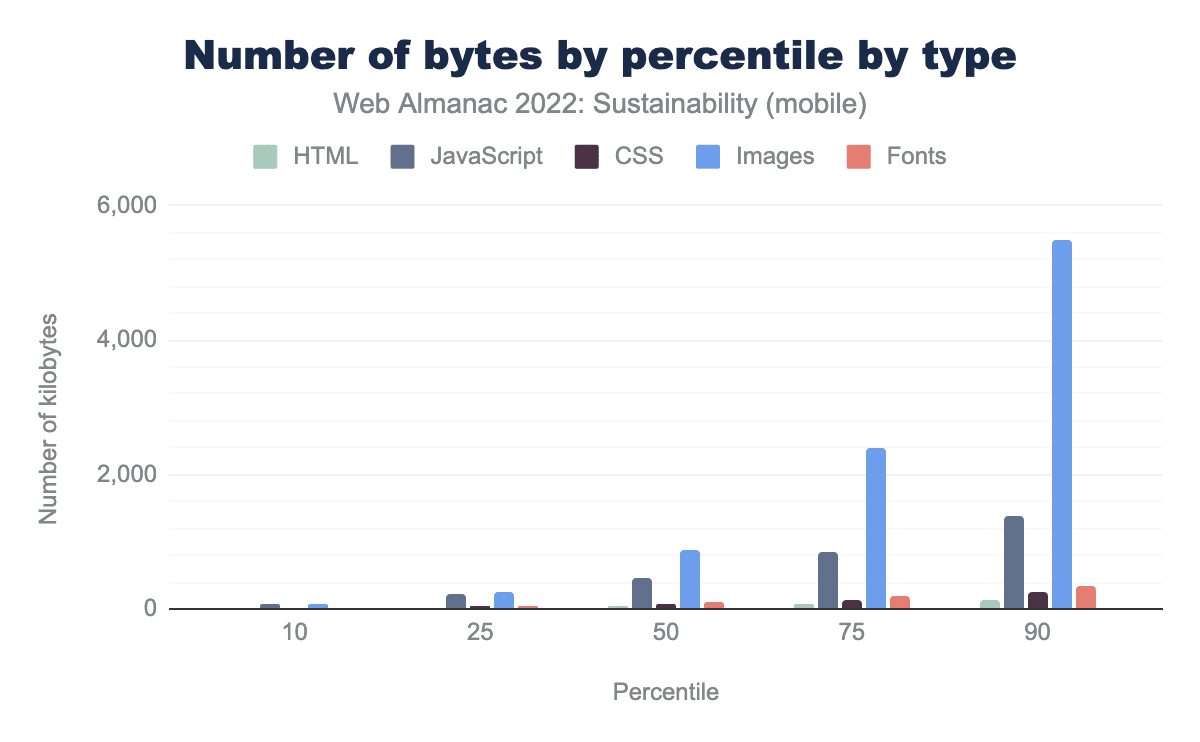 Number of bytes by percentile by type
Web Almanac 2022: Sustainability (mobile)
HTML JavaScript CSS Images Fonts
Number of kilobytes
6,000
4,000
2,000
0
10 25 50 75 90
Percentile